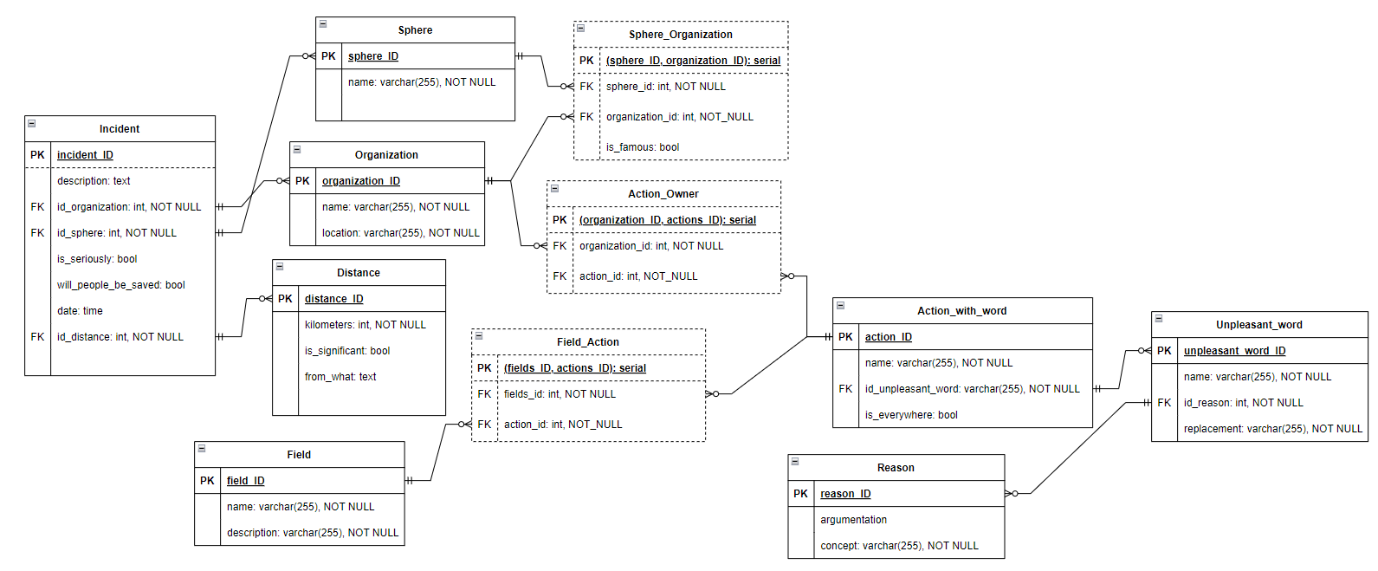 Sphere
PK sphere_ID
name: varchar(255), NOT NULL
Sphere_Organization
PK (sphere_ID, organization_ID): serial
FK sphere_id: int, NOT NULL
FK organization_id: int, NOT_NULL
is_famous: bool
Incident
PK incident_ID
description: text
FK id_organization: int, NOT NULL
FK id_sphere: int, NOT NULL
is_seriously: bool
will_people_be_saved: bool
date: time
FK id_distance: int, NOT NULL
Organization
PK organization_ID
name: varchar(255), NOT NULL
location: varchar(255), NOT NULL
Action_Owner
PK (organization_ID, actions_ID): serial
FK organization_id: int, NOT NULL
FK action_id: int, NOT_NULL
Distance
PK distance_ID
kilometers: int, NOT NULL
is_significant: bool
from_what: text
Field_Action
PK (fields_ID, actions_ID): serial
FK fields_id: int, NOT NULL
FK action_id: int, NOT_NULL
Action_with_word
PK action_ID
name: varchar(255), NOT NULL
FK id_unpleasant_word: varchar(255), NOT NULL
is_everywhere: bool
Unpleasant_word
PK unpleasant_word_ID
name: varchar(255), NOT NULL
FK id_reason: int, NOT NULL
replacement: varchar(255), NOT NULL
Field
PK field_ID
name: varchar(255), NOT NULL
description: varchar(255), NOT NULL
Reason
PK reason_ID
argumentation
concept: varchar(255), NOT NULL